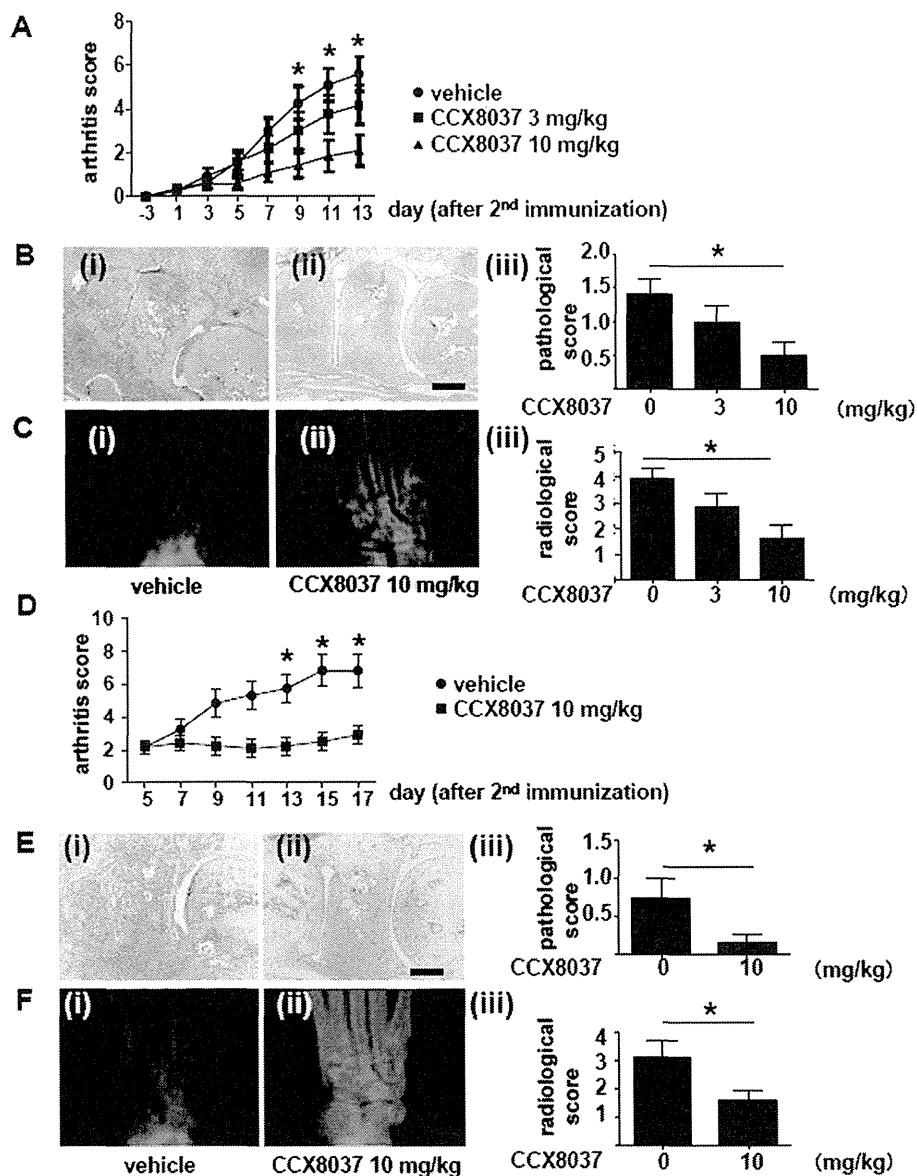 A
arthritis score
8
6
4
2
0
* * *
-3 1 3 5 7 9 11 13
day (after 2nd immunization)
vehicle
CCX8037 3 mg/kg
CCX8037 10 mg/kg
B
(i)
(ii)
(iii)
pathological score
2.0
1.5
1.0
0.5
*
CCX8037 0 3 10 (mg/kg)
C
(i)
(ii)
(iii)
vehicle
CCX8037 10 mg/kg
radiological score
5
4
3
2
1
*
CCX8037 0 3 10 (mg/kg)
D
arthritis score
10
8
6
4
2
0
* * *
5 7 9 11 13 15 17
day (after 2nd immunization)
vehicle
CCX8037 10 mg/kg
E
(i)
(ii)
(iii)
pathological score
1.5
1.0
0.5
*
CCX8037 0 10 (mg/kg)
F
(i)
(ii)
(iii)
vehicle
CCX8037 10 mg/kg
radiological score
4
3
2
1
*
CCX8037 0 10 (mg/kg)